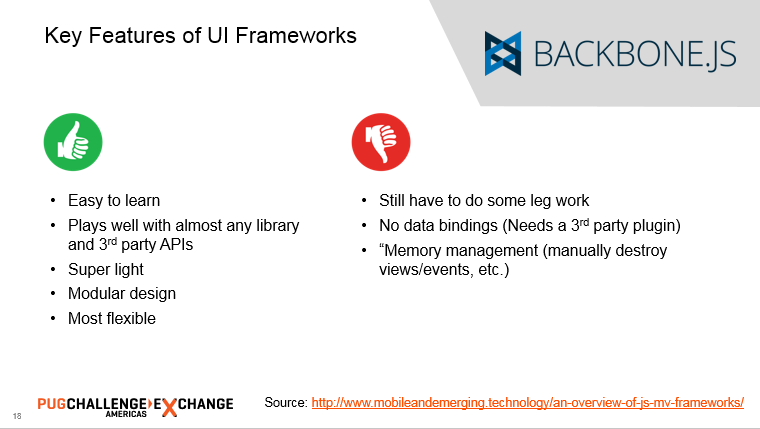 Key Features of UI Frameworks
BACKBONE.JS
• Easy to learn
• Plays well with almost any library
and 3rd party APIs
• Super light
• Modular design
• Most flexible
• Still have to do some leg work
• No data bindings (Needs a 3rd party plugin)
• “Memory management (manually destroy
views/events, etc.)
18
PUGCHALLENGE EXCHANGE
AMERICAS
Source: http://www.mobileandemerging.technology/an-overview-of-js-mv-frameworks/